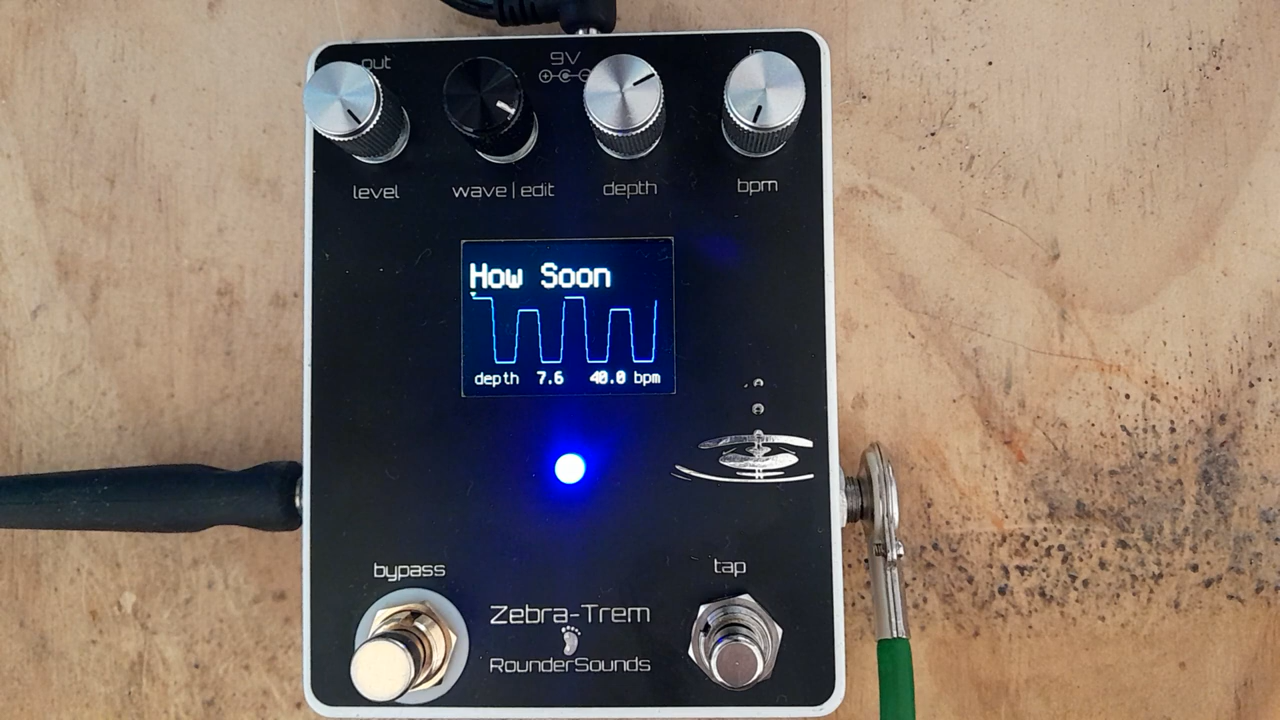 out 9V in
level wave | edit depth bpm
How Soon
depth 7.6 40.0 bpm
bypass tap
Zebra-Trem
RounderSounds